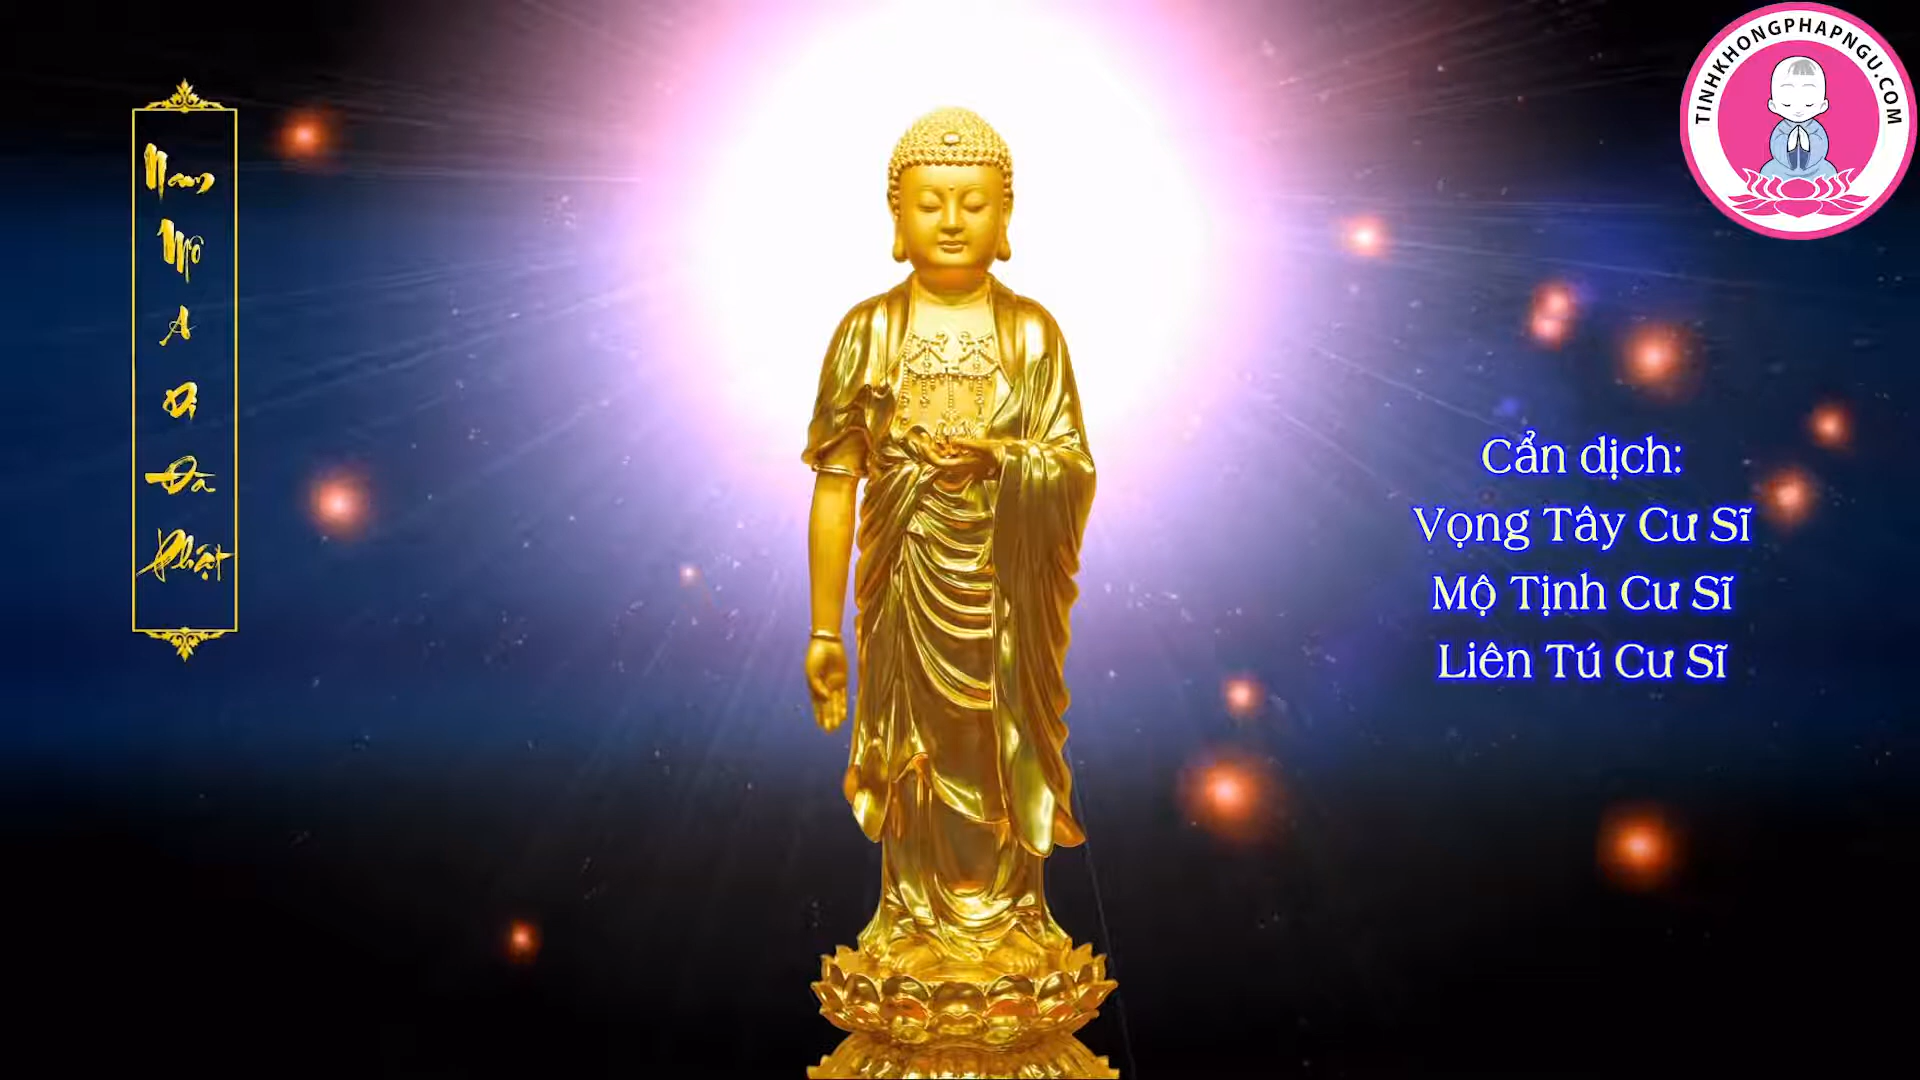 Nam
Mô
A
Di
Đà
Phật
TINHKHONGPHAPNGU.COM
Cẩn dịch:
Vọng Tây Cư Sĩ
Mộ Tịnh Cư Sĩ
Liên Tú Cư Sĩ